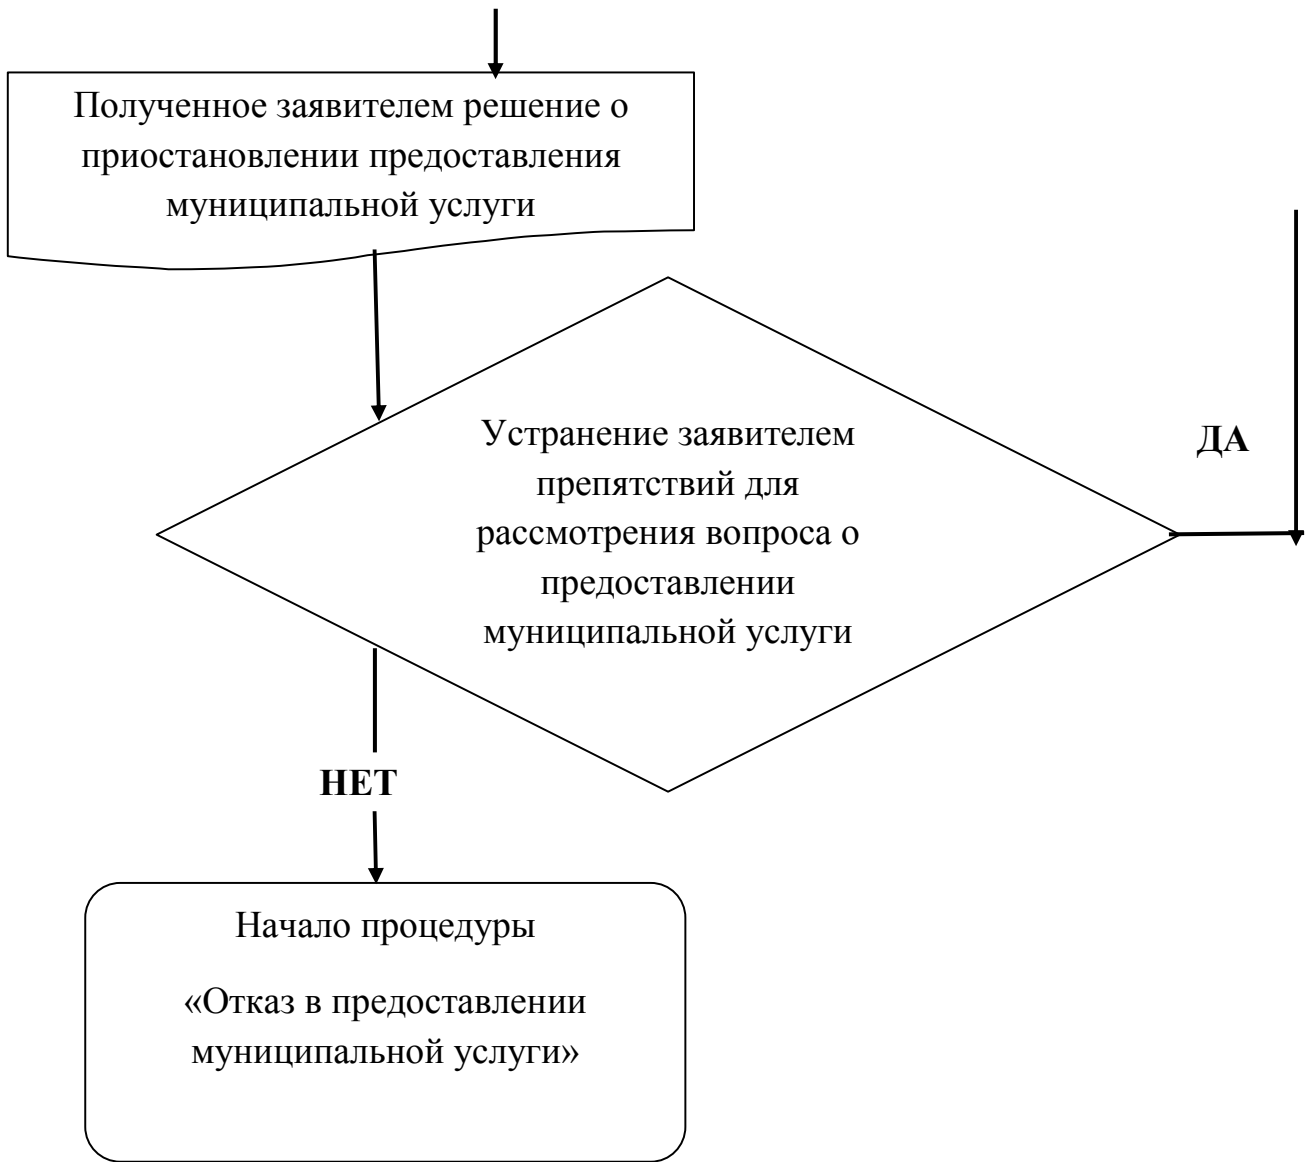 Полученное заявителем решение о
приостановлении предоставления
муниципальной услуги
Устранение заявителем
препятствий для
рассмотрения вопроса о
предоставлении
муниципальной услуги
ДА
НЕТ
Начало процедуры
«Отказ в предоставлении
муниципальной услуги»